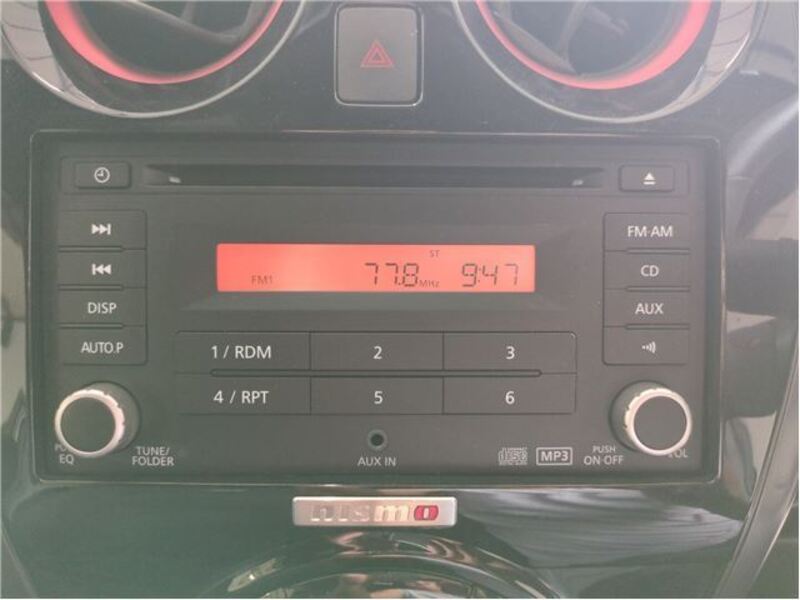 FM·AM
ST
FM1 77.8 MHz 9:47
CD
DISP
AUX
AUTO.P
1 / RDM 2 3
4 / RPT 5 6
EQ
TUNE/
FOLDER
AUX IN
disc
MP3
PUSH
ON·OFF
nismo